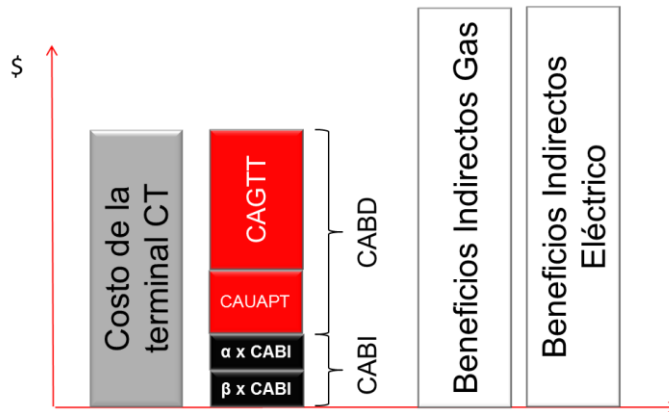 $
Costo de la
terminal CT
CAGTT
CAUAPT
α x CABI
β x CABI
CABD
CABI
Beneficios Indirectos Gas
Beneficios Indirectos
Eléctrico